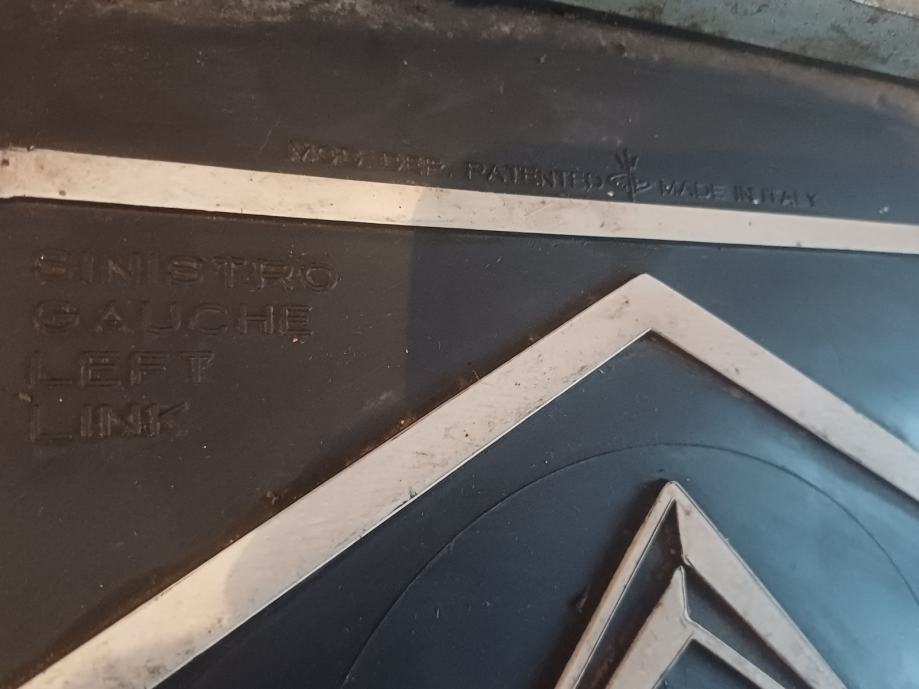 MOD. DEP. PATENTED MADE IN ITALY
SINISTRO
GAUCHE
LEFT
LINK